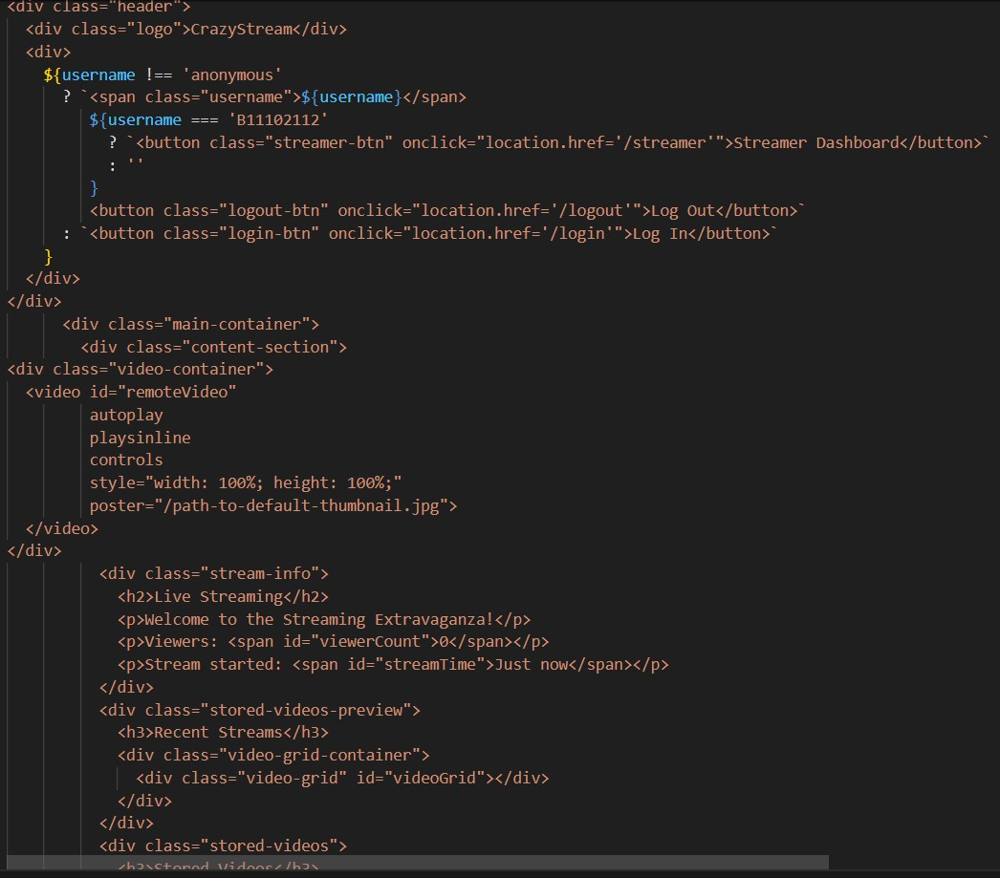 <div class="header">
<div class="logo">CrazyStream</div>
<div>
${username !== 'anonymous'
? `<span class="username">${username}</span>
${username === 'B11102112'
? `<button class="streamer-btn" onclick="location.href='/streamer'">Streamer Dashboard</button>`
: ''
}
<button class="logout-btn" onclick="location.href='/logout'">Log Out</button>`
: `<button class="login-btn" onclick="location.href='/login'">Log In</button>`
}
</div>
</div>
<div class="main-container">
<div class="content-section">
<div class="video-container">
<video id="remoteVideo"
autoplay
playsinline
controls
style="width: 100%; height: 100%;"
poster="/path-to-default-thumbnail.jpg">
</video>
</div>
<div class="stream-info">
<h2>Live Streaming</h2>
<p>Welcome to the Streaming Extravaganza!</p>
<p>Viewers: <span id="viewerCount">0</span></p>
<p>Stream started: <span id="streamTime">Just now</span></p>
</div>
<div class="stored-videos-preview">
<h3>Recent Streams</h3>
<div class="video-grid-container">
<div class="video-grid" id="videoGrid"></div>
</div>
</div>
<div class="stored-videos">
<h3>Stored Videos</h3>